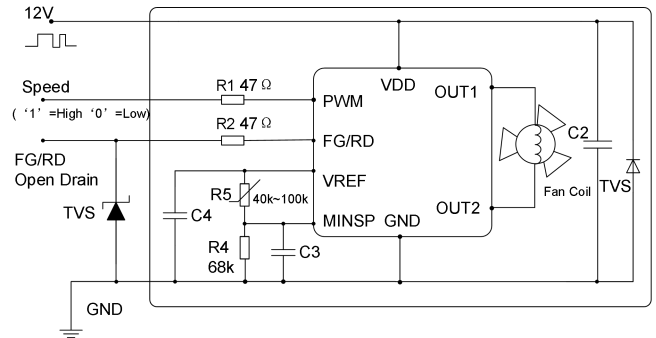 12V
Speed
( ‘1’ =High ‘0’ =Low)
FG/RD
Open Drain
TVS
GND
R1 47 Ω
R2 47 Ω
C4
R5
40k~100k
R4
68k
C3
VDD
PWM
FG/RD
VREF
MINSP
GND
OUT1
OUT2
Fan Coil
C2
TVS